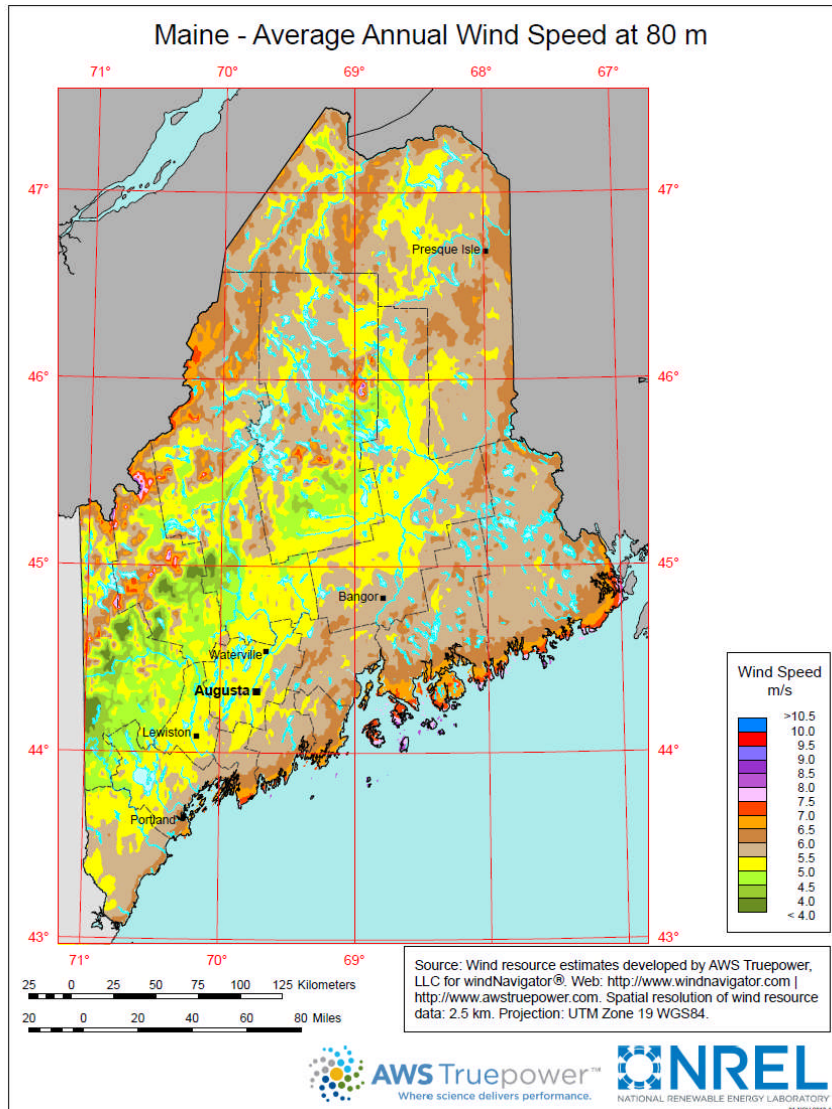 Maine - Average Annual Wind Speed at 80 m
71° 70° 69° 68° 67°
47° 47°
Presque Isle
46° 46°
45° 45°
Bangor
Waterville
Augusta
Lewiston
44° 44°
Portland
43° 43°
71° 70° 69° 68° 67°
Wind Speed
m/s
>10.5
10.0
9.5
9.0
8.5
8.0
7.5
7.0
6.5
6.0
5.5
5.0
4.5
< 4.0
25 0 25 50 75 100 125 Kilometers
20 0 20 40 60 80 Miles
Source: Wind resource estimates developed by AWS Truepower,
LLC for windNavigator®. Web: http://www.windnavigator.com |
http://www.awstruepower.com. Spatial resolution of wind resource
data: 2.5 km. Projection: UTM Zone 19 WGS84.
AWS Truepower™
Where science delivers performance.
NREL
NATIONAL RENEWABLE ENERGY LABORATORY